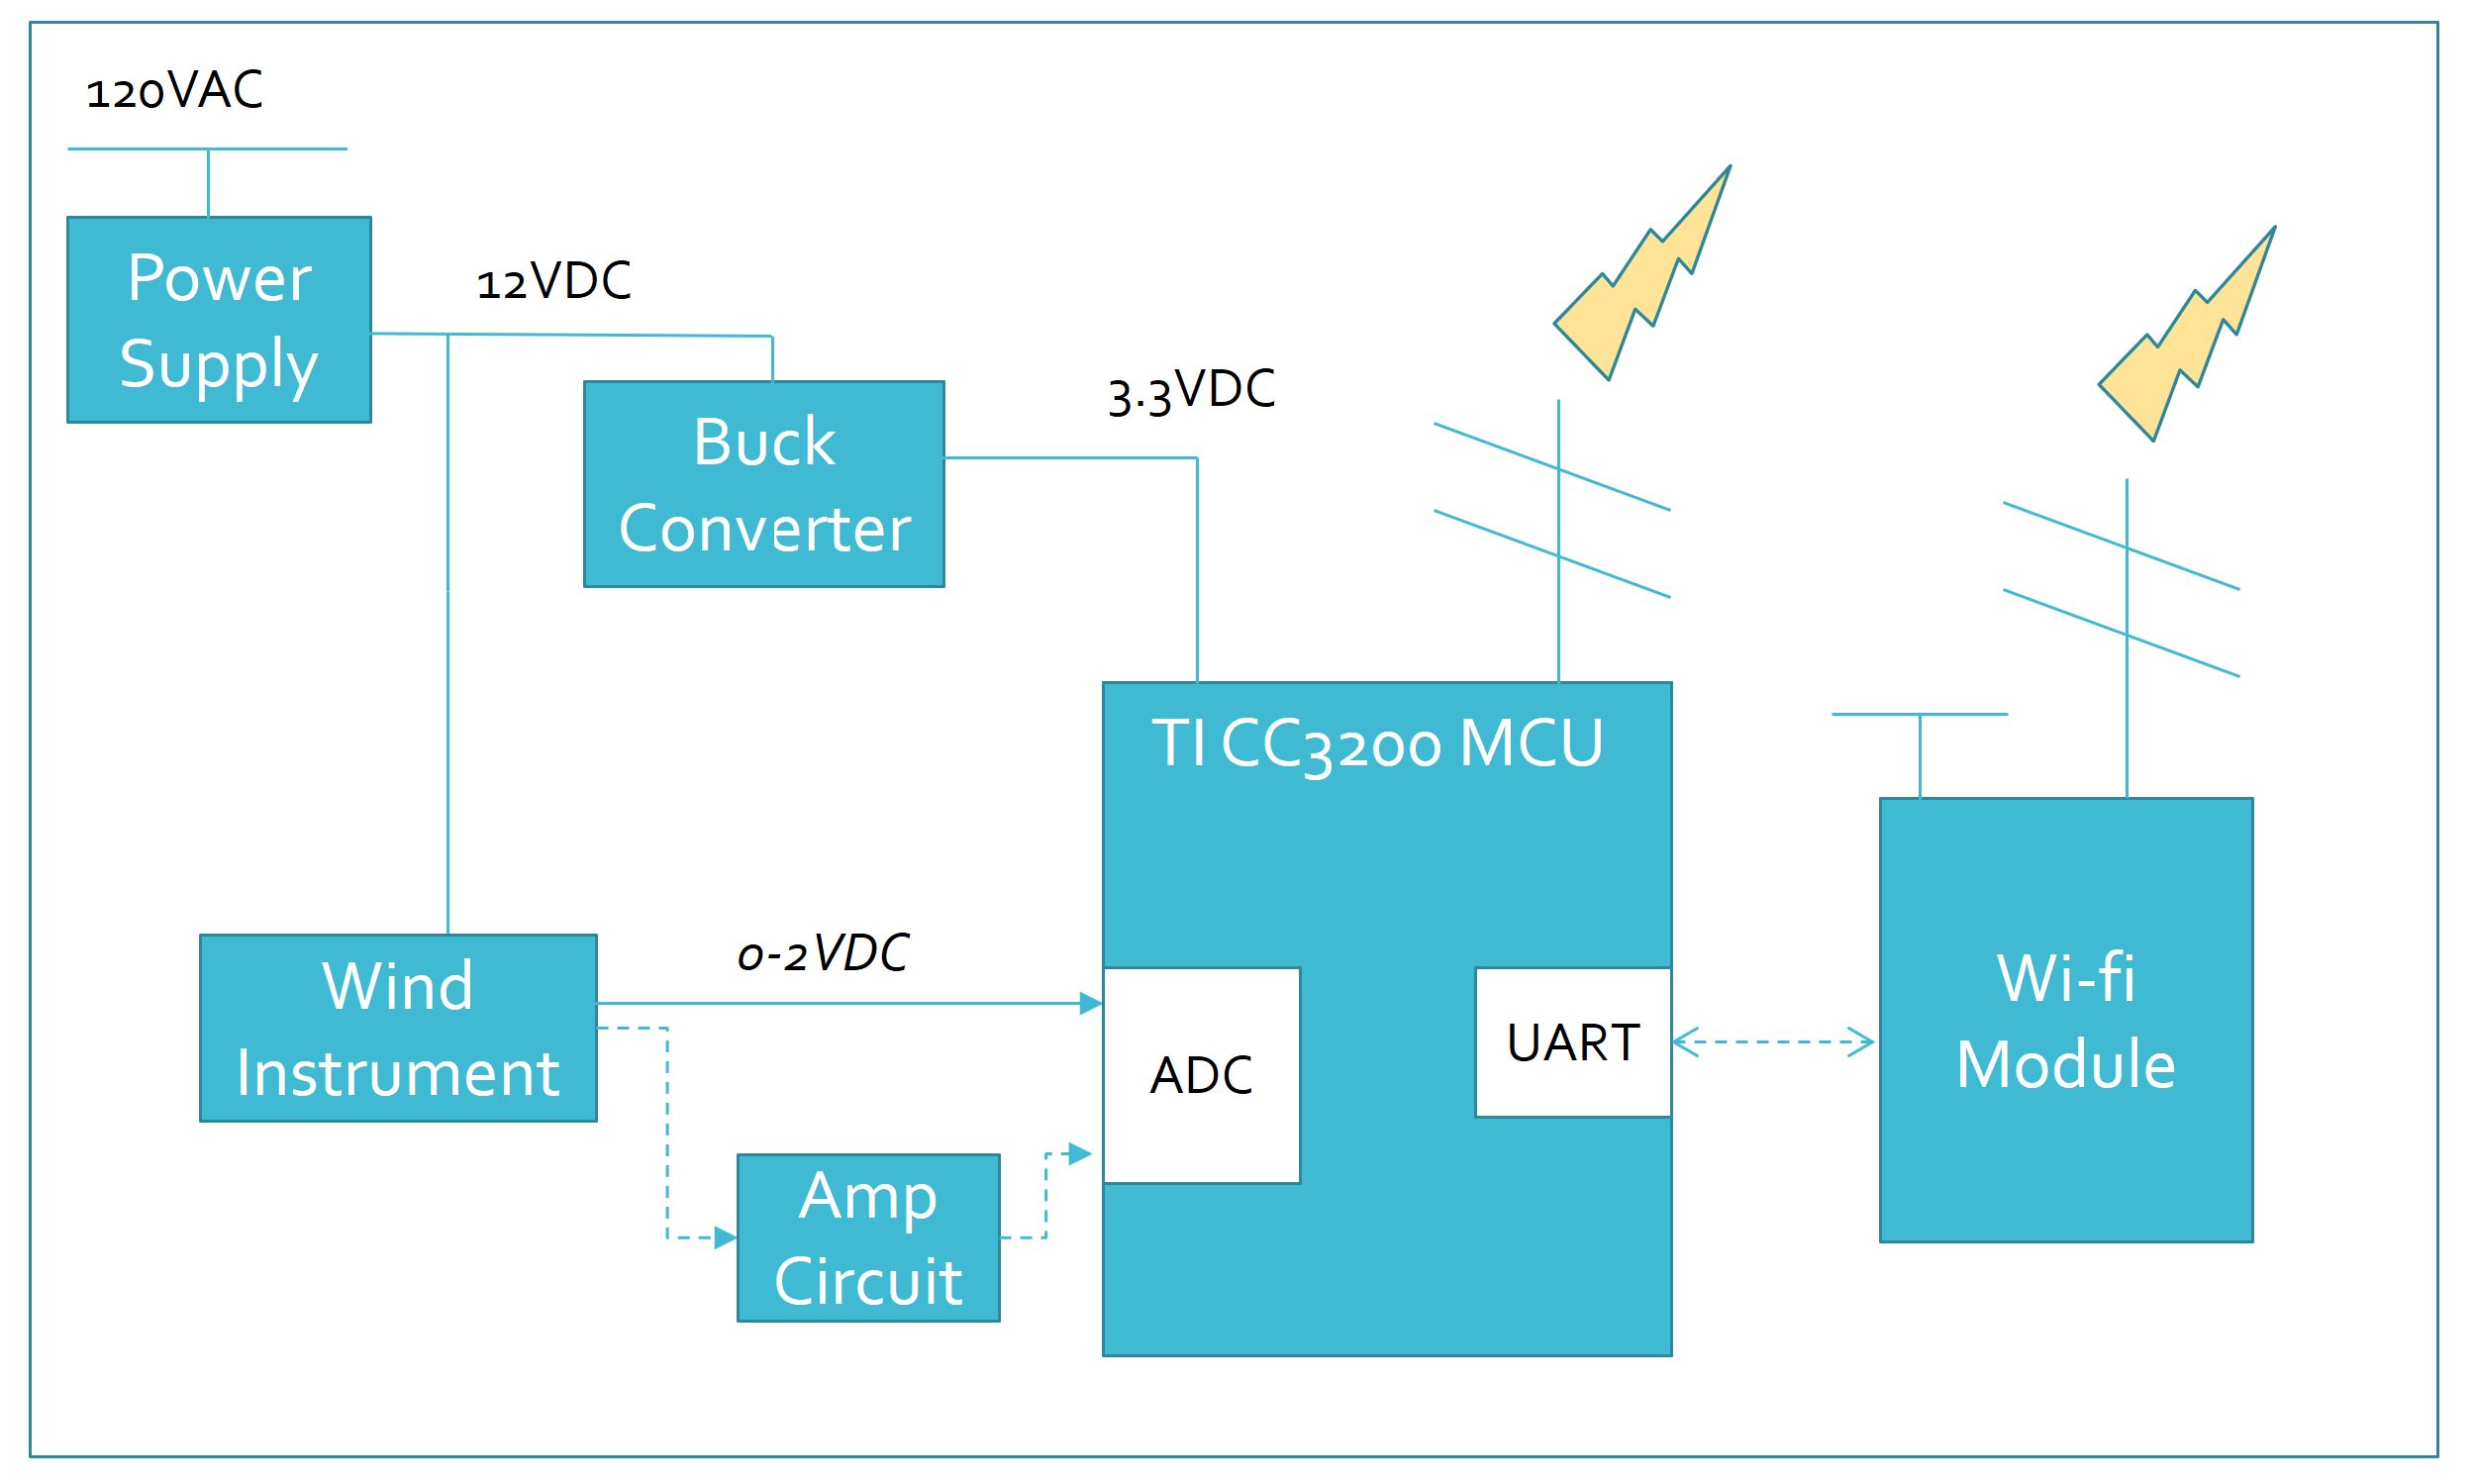 120VAC
Power
Supply
12VDC
Buck
Converter
3.3VDC
TI CC3200 MCU
Wind
Instrument
0-2VDC
ADC
UART
Wi-fi
Module
Amp
Circuit